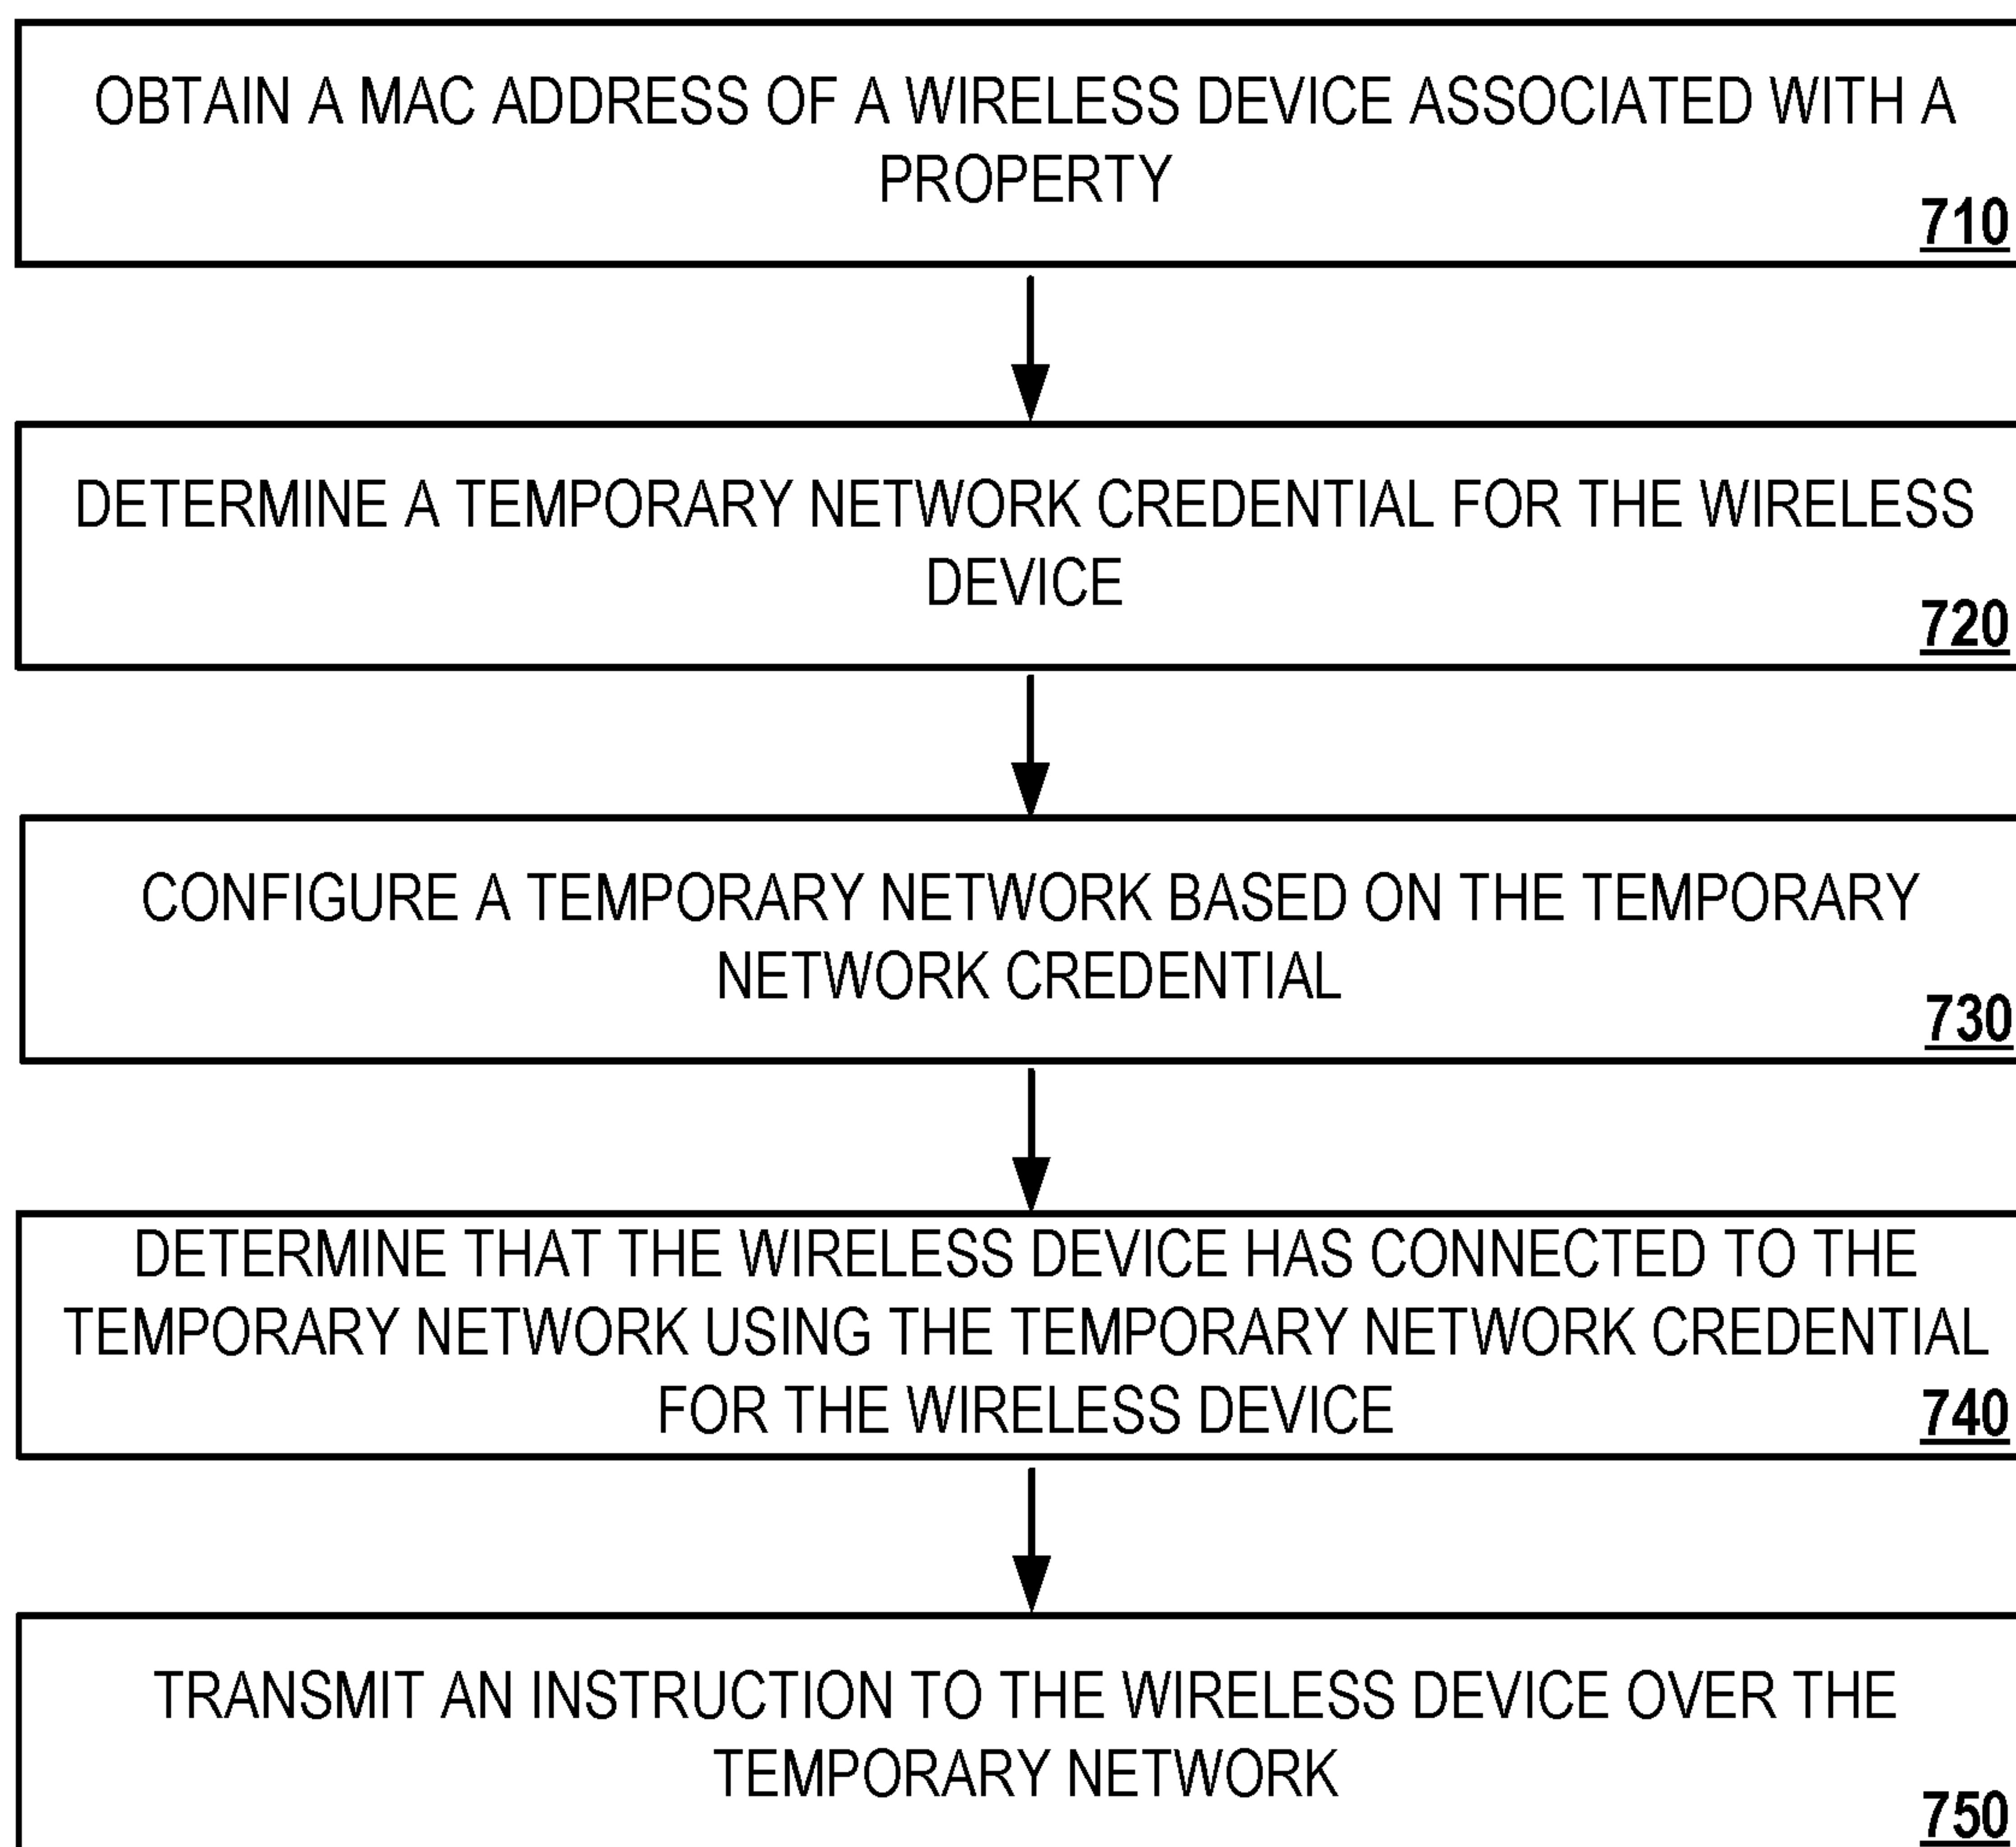 OBTAIN A MAC ADDRESS OF A WIRELESS DEVICE ASSOCIATED WITH A
PROPERTY
710
DETERMINE A TEMPORARY NETWORK CREDENTIAL FOR THE WIRELESS
DEVICE
720
CONFIGURE A TEMPORARY NETWORK BASED ON THE TEMPORARY
NETWORK CREDENTIAL
730
DETERMINE THAT THE WIRELESS DEVICE HAS CONNECTED TO THE
TEMPORARY NETWORK USING THE TEMPORARY NETWORK CREDENTIAL
FOR THE WIRELESS DEVICE
740
TRANSMIT AN INSTRUCTION TO THE WIRELESS DEVICE OVER THE
TEMPORARY NETWORK
750